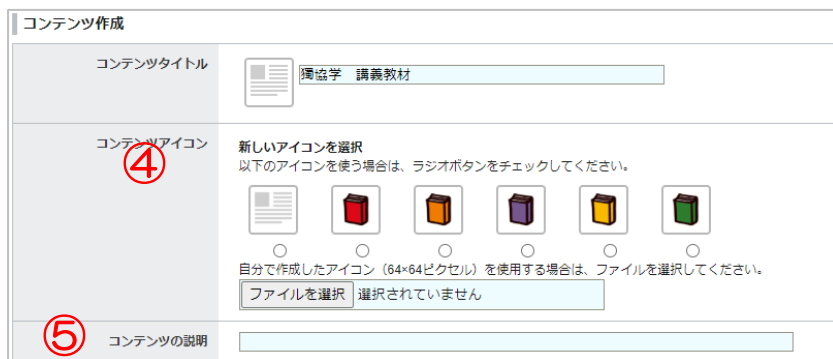 コンテンツ作成
コンテンツタイトル
獨協学　講義教材
コンテンツアイコン
④
新しいアイコンを選択
以下のアイコンを使う場合は、ラジオボタンをチェックしてください。
自分で作成したアイコン（64×64ピクセル）を使用する場合は、ファイルを選択してください。
ファイルを選択 選択されていません
⑤ コンテンツの説明